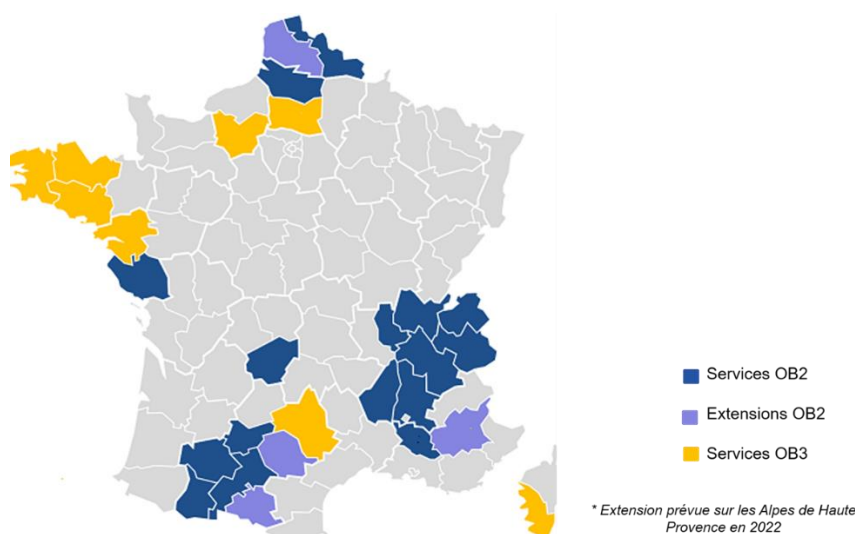 Services OB2
Extensions OB2
Services OB3
* Extension prévue sur les Alpes de Haute
Provence en 2022